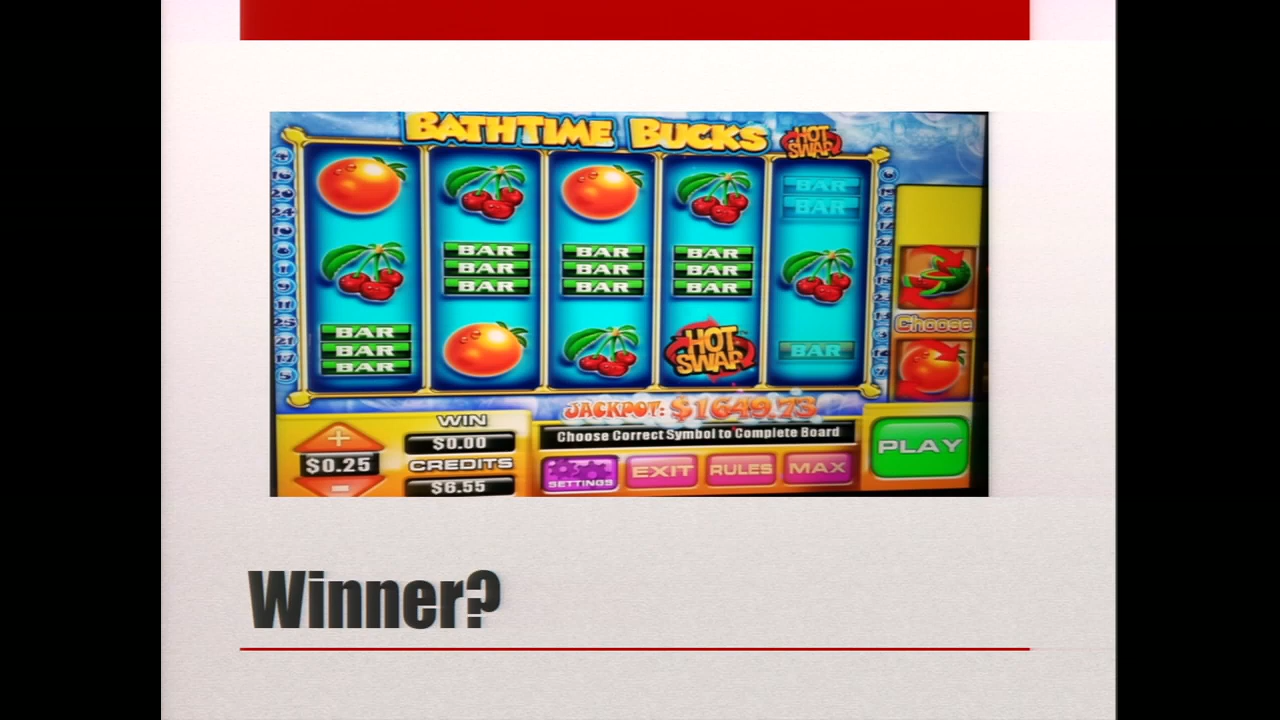 BATHTIME BUCKS HOT SWAP
BAR
BAR
BAR BAR BAR
BAR BAR BAR
BAR BAR BAR
Choose
BAR
BAR
BAR
HOT SWAP
BAR
JACKPOT: $1649.73
WIN
$0.00
Choose Correct Symbol to Complete Board
$0.25
CREDITS
$6.55
SETTINGS
EXIT
RULES
MAX
PLAY
Winner?